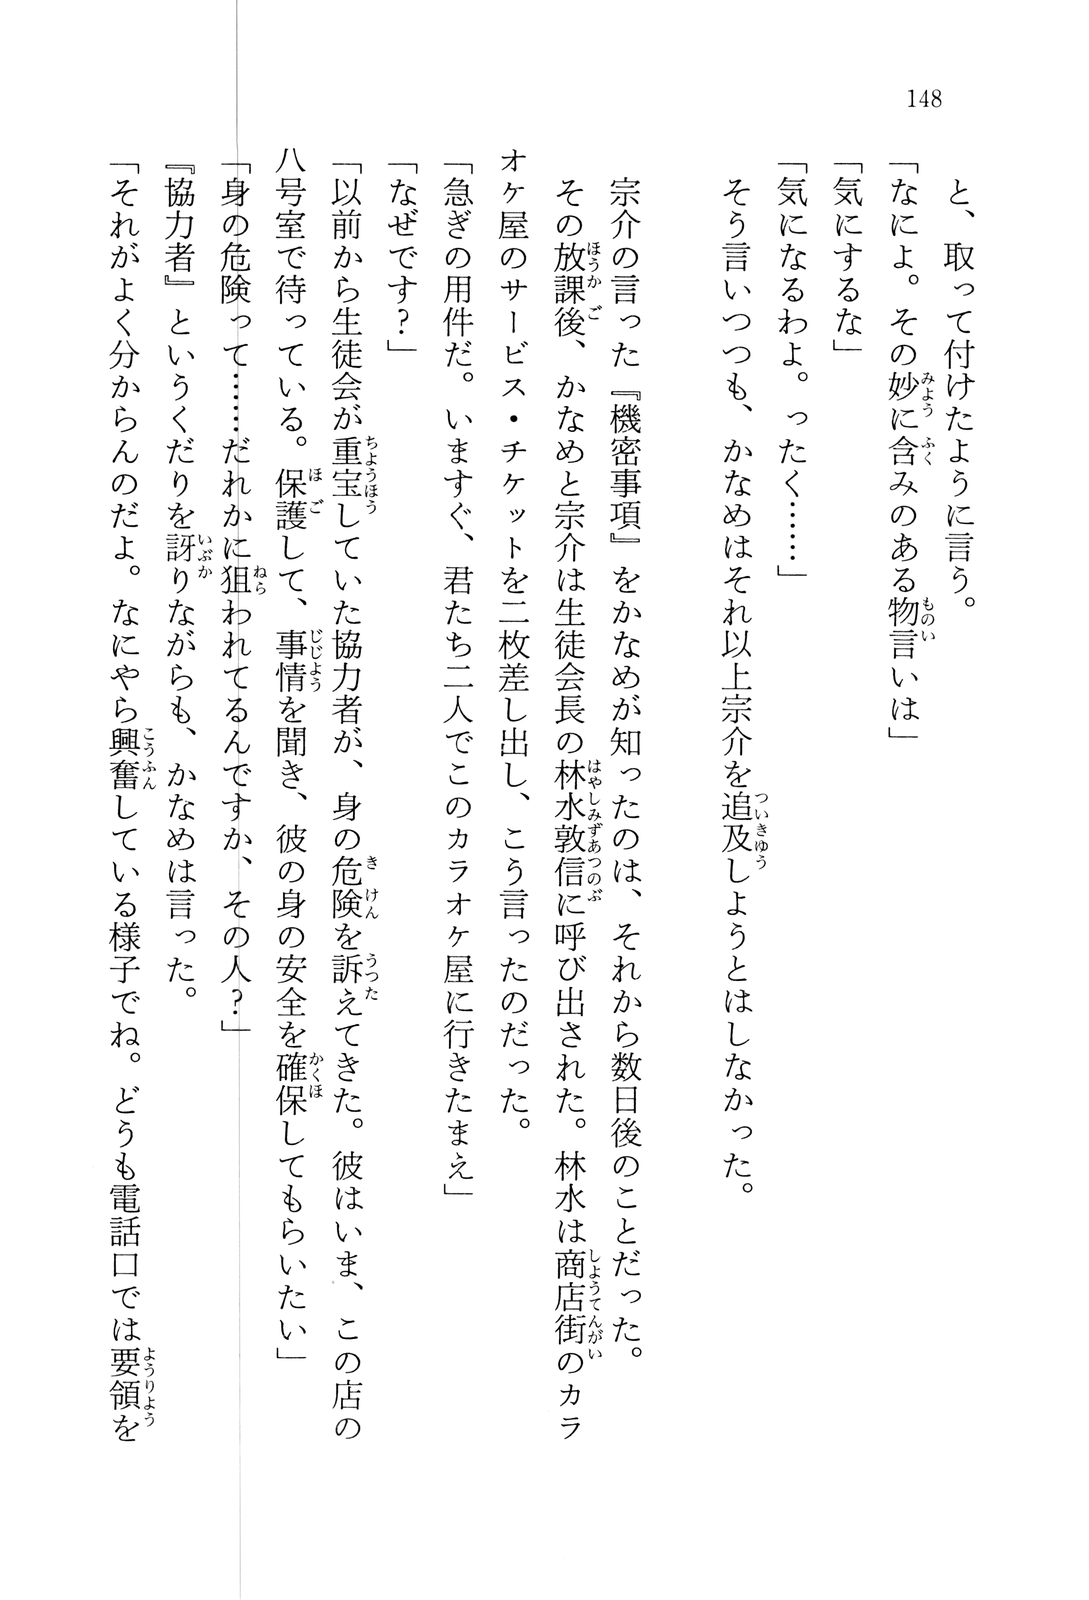 148
　と、取って付けたように言う。
「なによ。その妙に含みのある物言いは」
「気にするな」
「気になるわよ。ったく……」
　そう言いつつも、かなめはそれ以上宗介を追及しようとはしなかった。
　宗介の言った『機密事項』をかなめが知ったのは、それから数日後のことだった。
　その放課後、かなめと宗介は生徒会長の林水敦信に呼び出された。林水は商店街のカラ
オケ屋のサービス・チケットを二枚差し出し、こう言ったのだった。
「急ぎの用件だ。いますぐ、君たち二人でこのカラオケ屋に行きたまえ」
「なぜです？」
「以前から生徒会が重宝していた協力者が、身の危険を訴えてきた。彼はいま、この店の
八号室で待っている。保護して、事情を聞き、彼の身の安全を確保してもらいたい」
「身の危険って……だれかに狙われてるんですか、その人？」
『協力者』というくだりを訝りながらも、かなめは言った。
「それがよく分からんのだよ。なにやら興奮している様子でね。どうも電話口では要領を